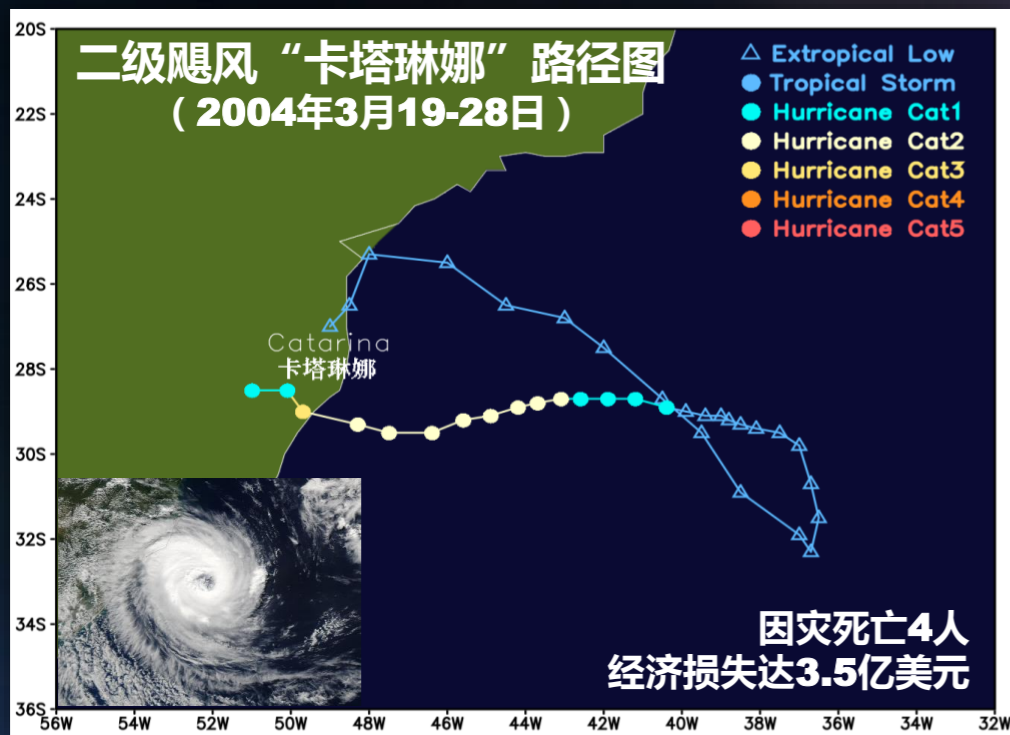 二级飓风“卡塔琳娜”路径图
（2004年3月19-28日）
Extropical Low
Tropical Storm
Hurricane Cat1
Hurricane Cat2
Hurricane Cat3
Hurricane Cat4
Hurricane Cat5
20S
22S
24S
26S
28S
30S
32S
34S
36S
Catarina
卡塔琳娜
因灾死亡4人
经济损失达3.5亿美元
56W 54W 52W 50W 48W 46W 44W 42W 40W 38W 36W 34W 32W